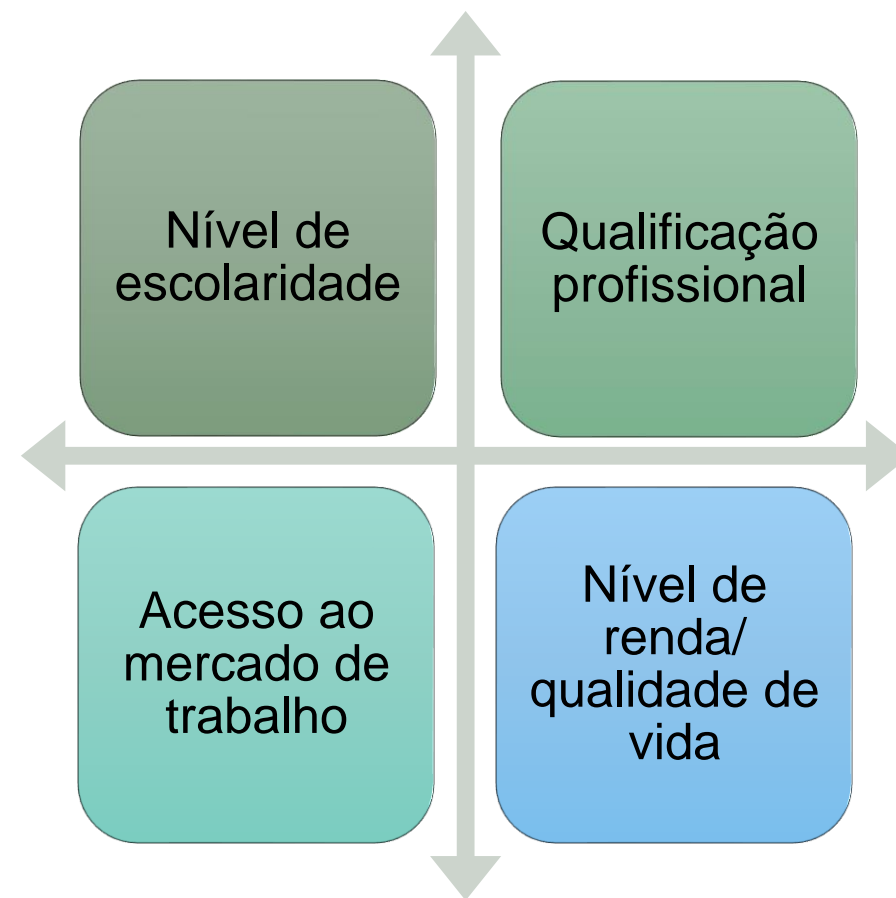 Nível de
escolaridade
Qualificação
profissional
Acesso ao
mercado de
trabalho
Nível de
renda/
qualidade de
vida